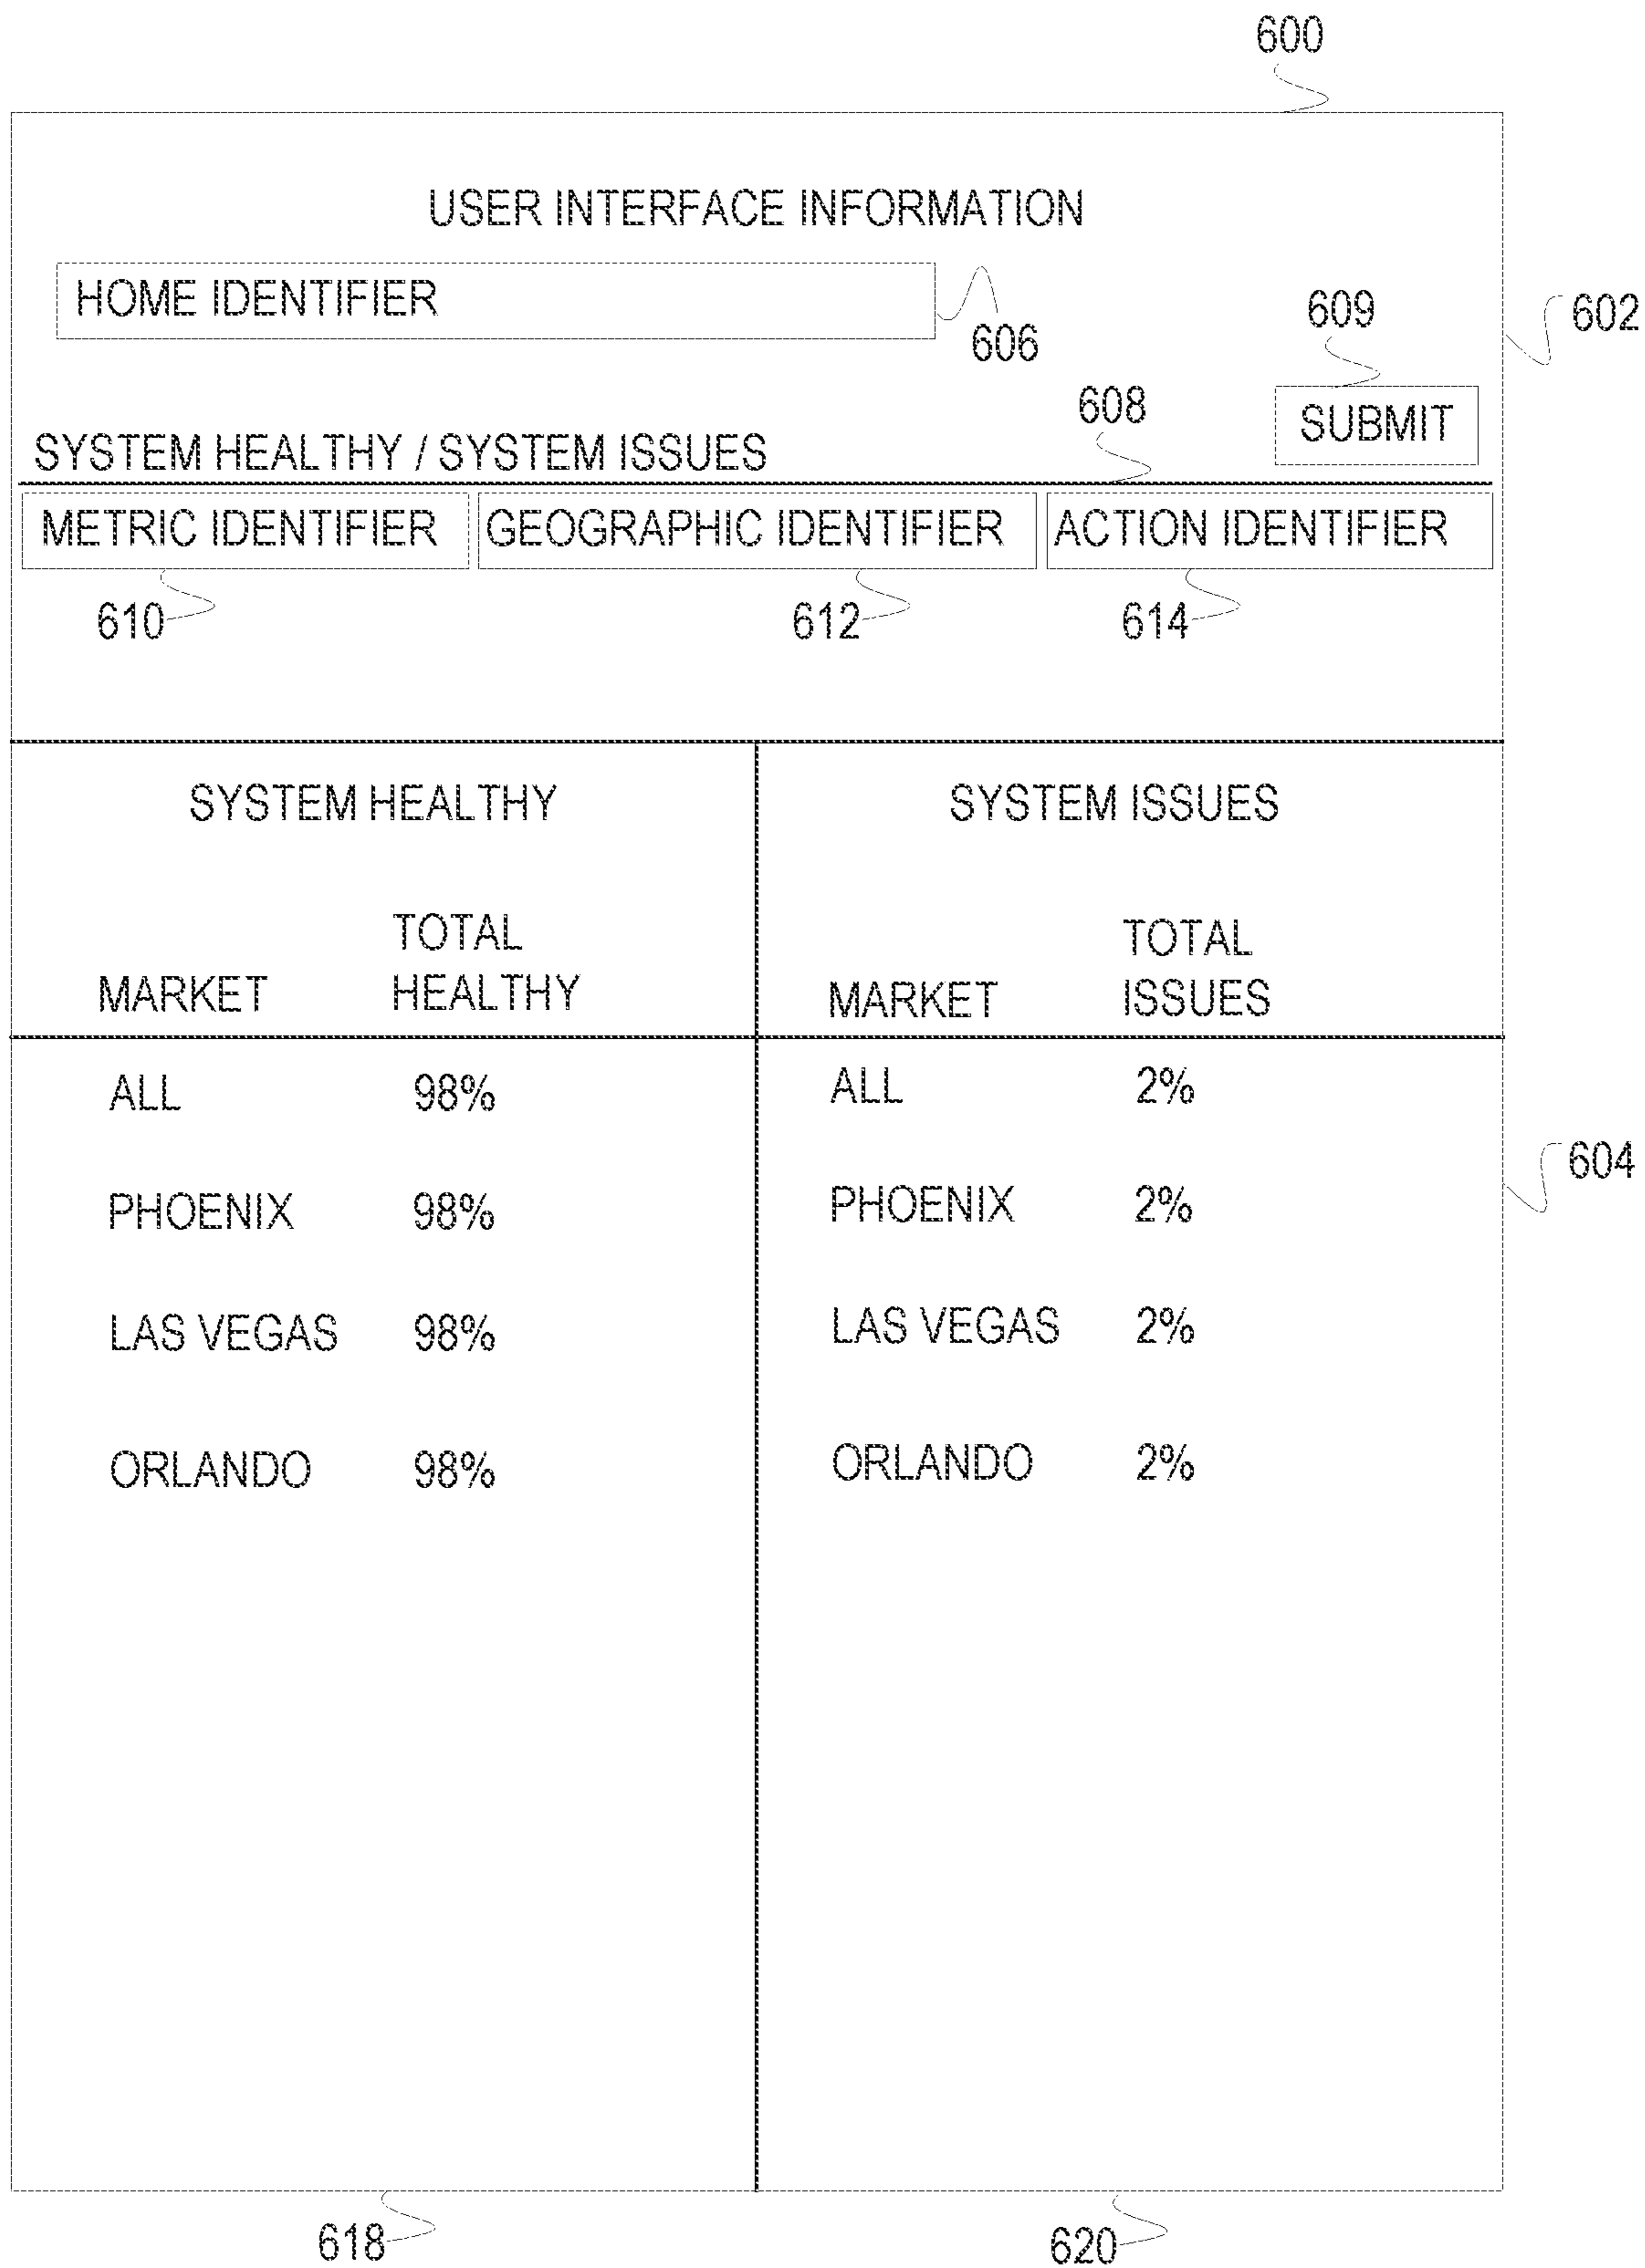 600
USER INTERFACE INFORMATION
HOME IDENTIFIER
606
609
602
608
SUBMIT
SYSTEM HEALTHY / SYSTEM ISSUES
METRIC IDENTIFIER GEOGRAPHIC IDENTIFIER ACTION IDENTIFIER
610 612 614
SYSTEM HEALTHY
MARKET TOTAL
HEALTHY
ALL 98%
PHOENIX 98%
LAS VEGAS 98%
ORLANDO 98%
618
SYSTEM ISSUES
MARKET TOTAL
ISSUES
ALL 2%
PHOENIX 2%
LAS VEGAS 2%
ORLANDO 2%
604
620